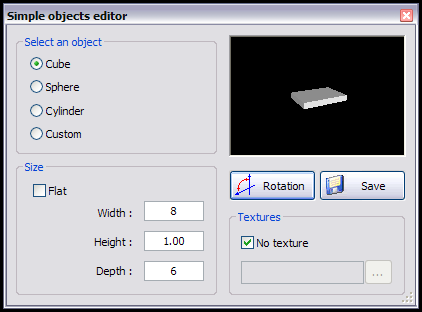 Simple objects editor
Select an object
Cube
Sphere
Cylinder
Custom
Rotation
Save
Size
Flat
Width : 8
Height : 1.00
Depth : 6
Textures
No texture
...